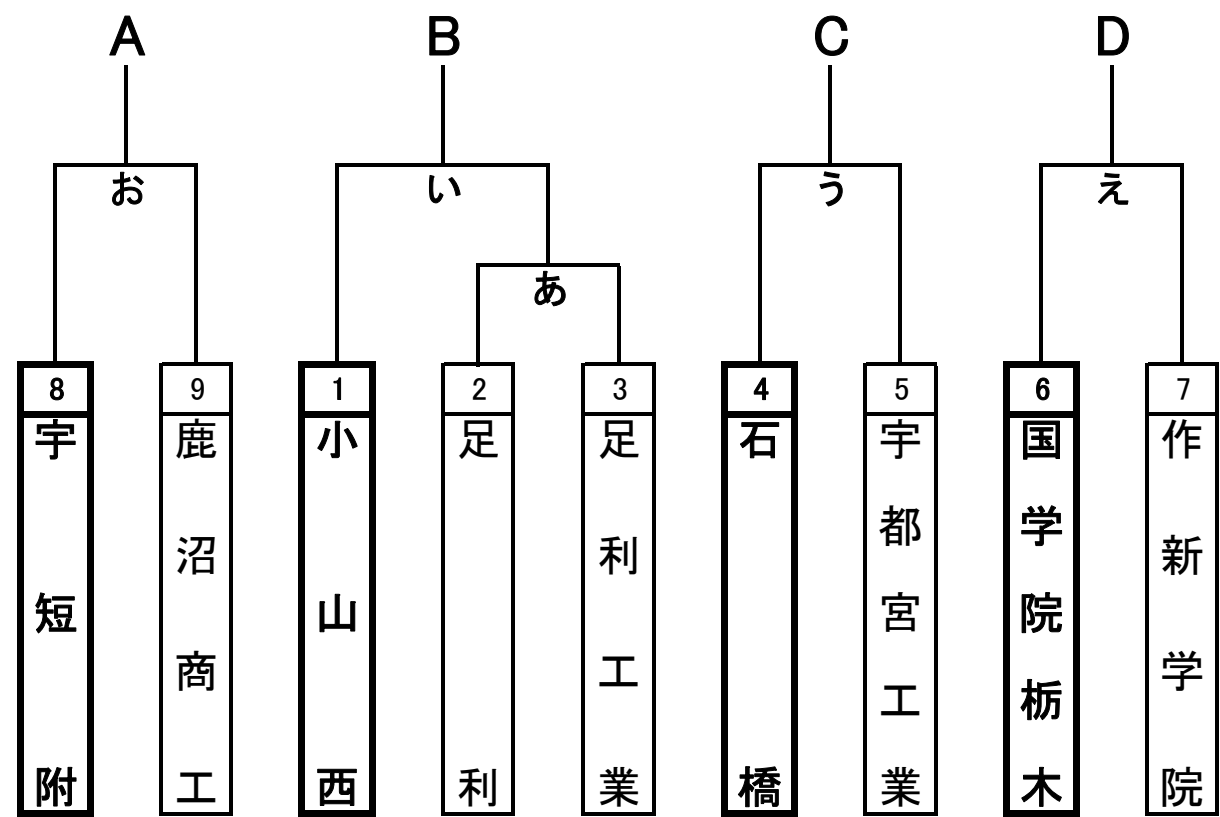 A B C D
お い う え
あ
8 9 1 2 3 4 5 6 7
宇短附
鹿沼商工
小山西
足利
足利工業
石橋
宇都宮工業
国学院栃木
作新学院